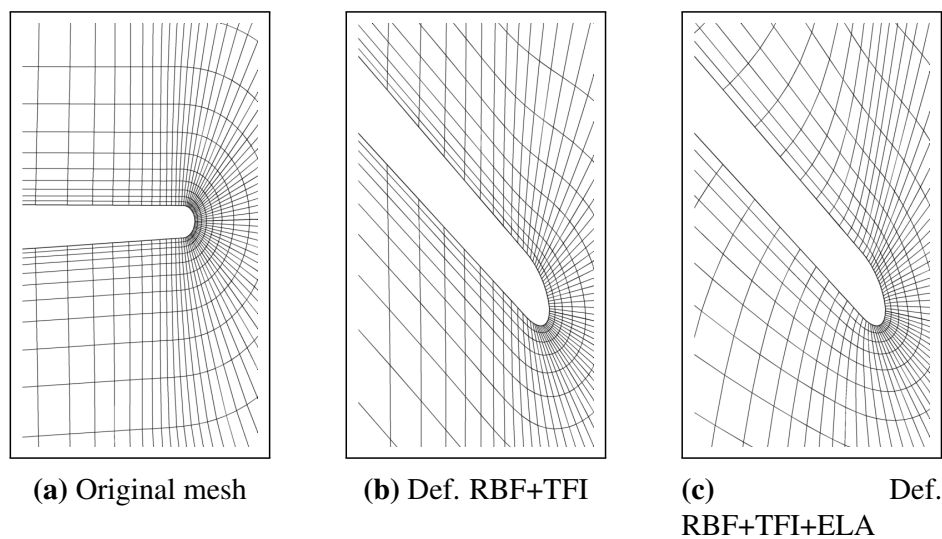 (a) Original mesh
(b) Def. RBF+TFI
(c) Def.
RBF+TFI+ELA